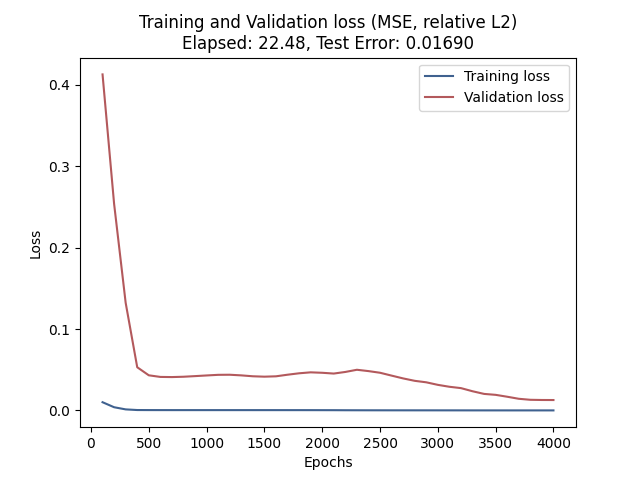 Training and Validation loss (MSE, relative L2)
Elapsed: 22.48, Test Error: 0.01690
Training loss
Validation loss
0.4
0.3
0.2
0.1
0.0
Loss
0 500 1000 1500 2000 2500 3000 3500 4000
Epochs